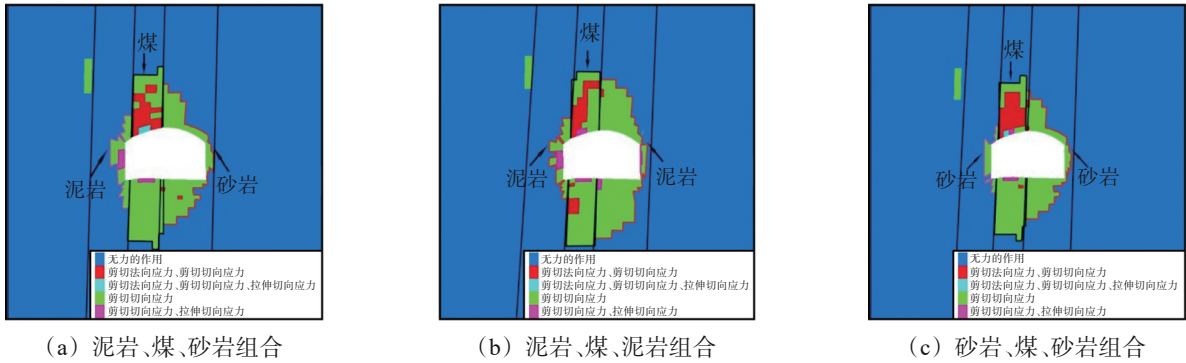 煤
泥岩
砂岩
无力的作用
剪切法向应力、剪切切向应力
剪切法向应力、剪切切向应力、拉伸切向应力
剪切切向应力
剪切切向应力、拉伸切向应力
(a) 泥岩、煤、砂岩组合
煤
泥岩
泥岩
无力的作用
剪切法向应力、剪切切向应力
剪切法向应力、剪切切向应力、拉伸切向应力
剪切切向应力
剪切切向应力、拉伸切向应力
(b) 泥岩、煤、泥岩组合
煤
砂岩
砂岩
无力的作用
剪切法向应力、剪切切向应力
剪切法向应力、剪切切向应力、拉伸切向应力
剪切切向应力
剪切切向应力、拉伸切向应力
(c) 砂岩、煤、砂岩组合